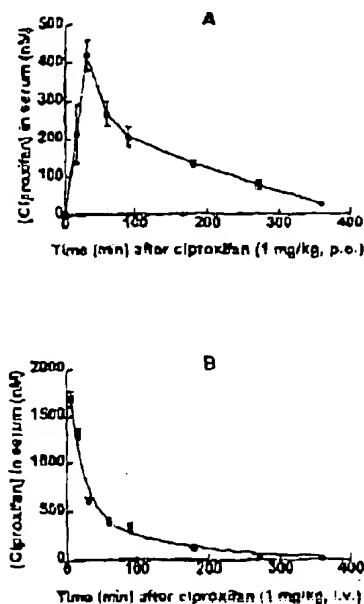 A
[Ciproxifan] in serum (nM)
500
400
300
200
100
0
0 100 200 300 400
Time (min) after ciproxifan (1 mg/kg, p.o.)
B
[Ciproxifan] in serum (nM)
2000
1500
1000
500
0
0 100 200 300 400
Time (min) after ciproxifan (1 mg/kg, i.v.)